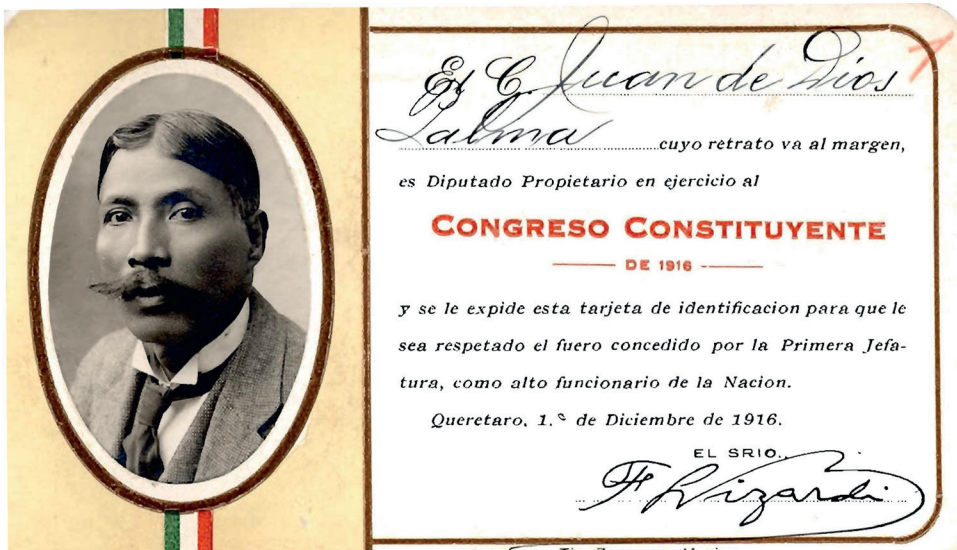 El C. Juan de Dios
Palma cuyo retrato va al margen,
es Diputado Propietario en ejercicio al
CONGRESO CONSTITUYENTE
DE 1916
y se le expide esta tarjeta de identificacion para que le
sea respetado el fuero concedido por la Primera Jefa-
tura, como alto funcionario de la Nacion.
Queretaro, 1.º de Diciembre de 1916.
EL SRIO.,
F Lizardi